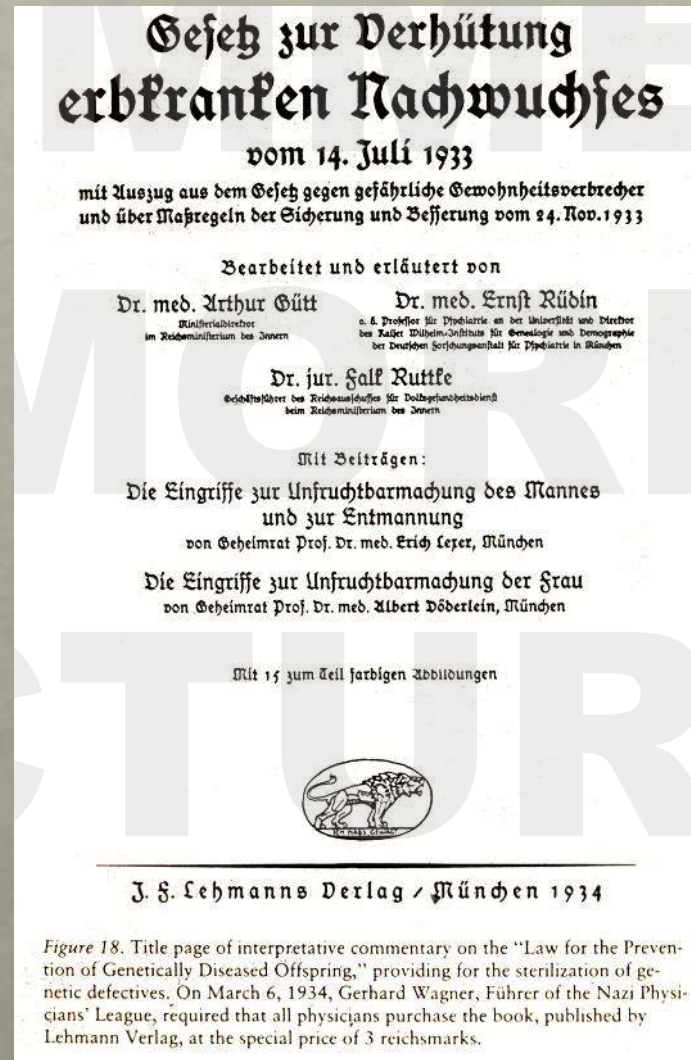 Gesetz zur Verhütung
erbkranken Nachwuchses
vom 14. Juli 1933
mit Auszug aus dem Gesetz gegen gefährliche Gewohnheitsverbrecher
und über Maßregeln der Sicherung und Besserung vom 24. Nov. 1933
Bearbeitet und erläutert von
Dr. med. Arthur Gütt
Ministerialdirektor
im Reichsministerium des Innern
Dr. med. Ernst Rüdin
o. ö. Professor für Psychiatrie an der Universität und Direktor
des Kaiser Wilhelm-Instituts für Genealogie und Demographie
der Deutschen Forschungsanstalt für Psychiatrie in München
Dr. jur. Falk Ruttke
Geschäftsführer des Reichsausschusses für Volksgesundheitsdienst
beim Reichsministerium des Innern
Mit Beiträgen:
Die Eingriffe zur Unfruchtbarmachung des Mannes
und zur Entmannung
von Geheimrat Prof. Dr. med. Erich Lexer, München
Die Eingriffe zur Unfruchtbarmachung der Frau
von Geheimrat Prof. Dr. med. Albert Döderlein, München
Mit 15 zum Teil farbigen Abbildungen
ICH HABS GEWAGT
J. F. Lehmanns Verlag / München 1934
Figure 18. Title page of interpretative commentary on the “Law for the Preven-
tion of Genetically Diseased Offspring,” providing for the sterilization of ge-
netic defectives. On March 6, 1934, Gerhard Wagner, Führer of the Nazi Physi-
cians’ League, required that all physicians purchase the book, published by
Lehmann Verlag, at the special price of 3 reichsmarks.